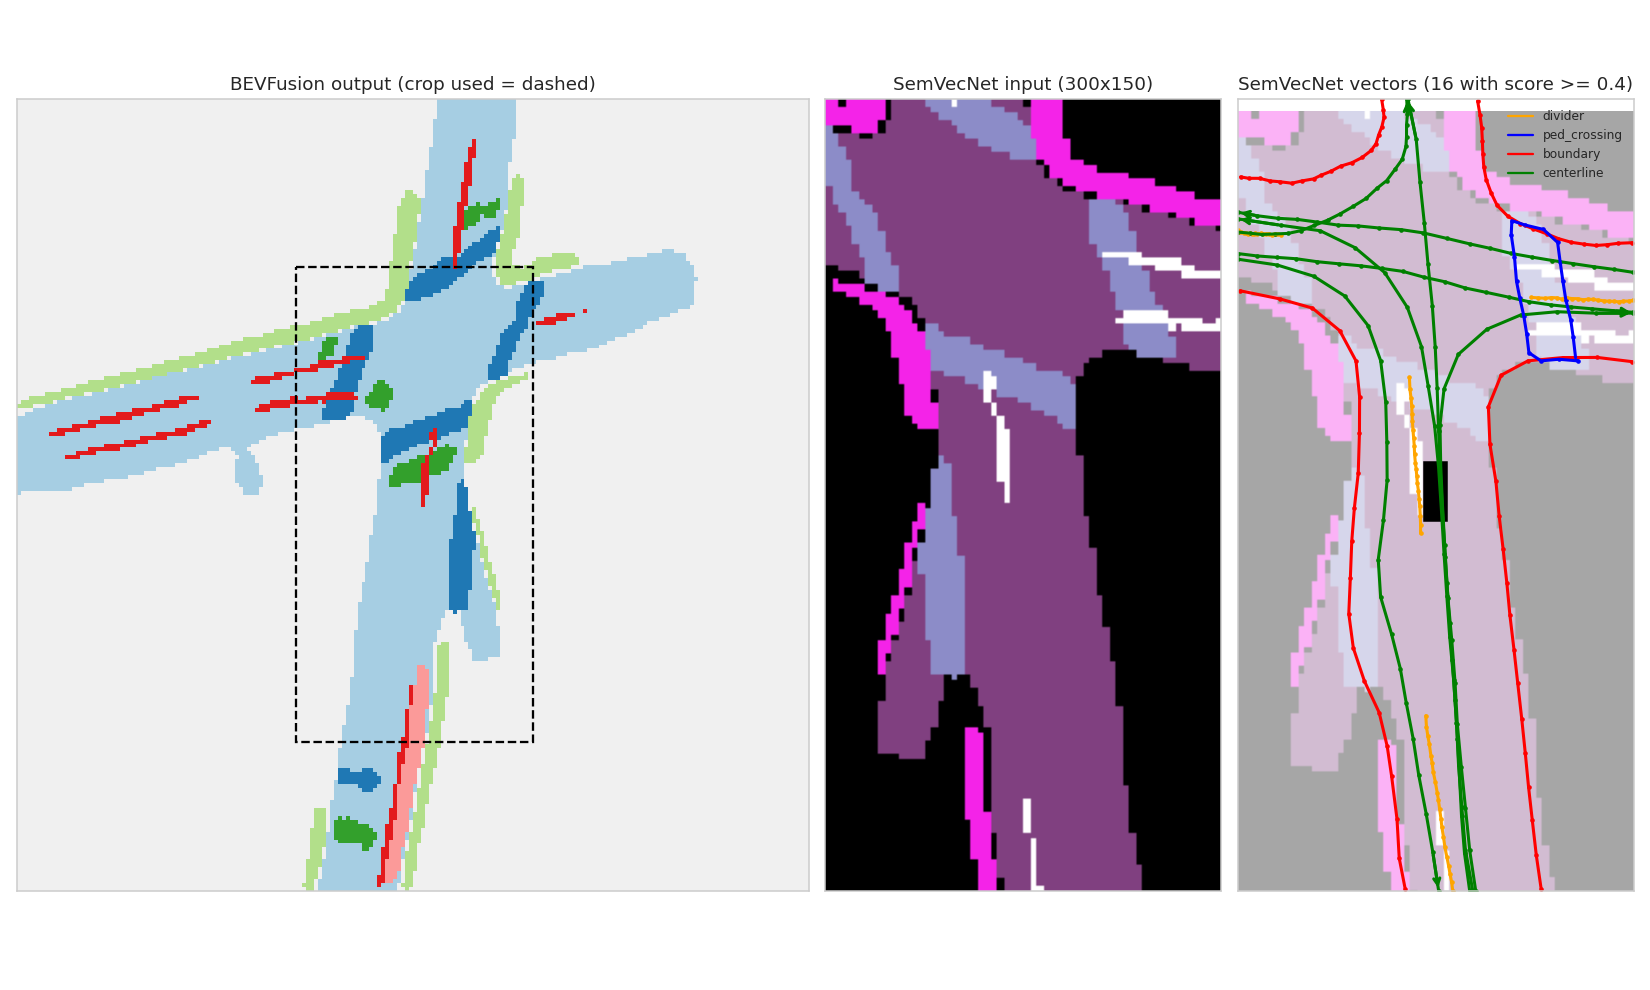 BEVFusion output (crop used = dashed)
SemVecNet input (300x150)
SemVecNet vectors (16 with score >= 0.4)
divider
ped_crossing
boundary
centerline